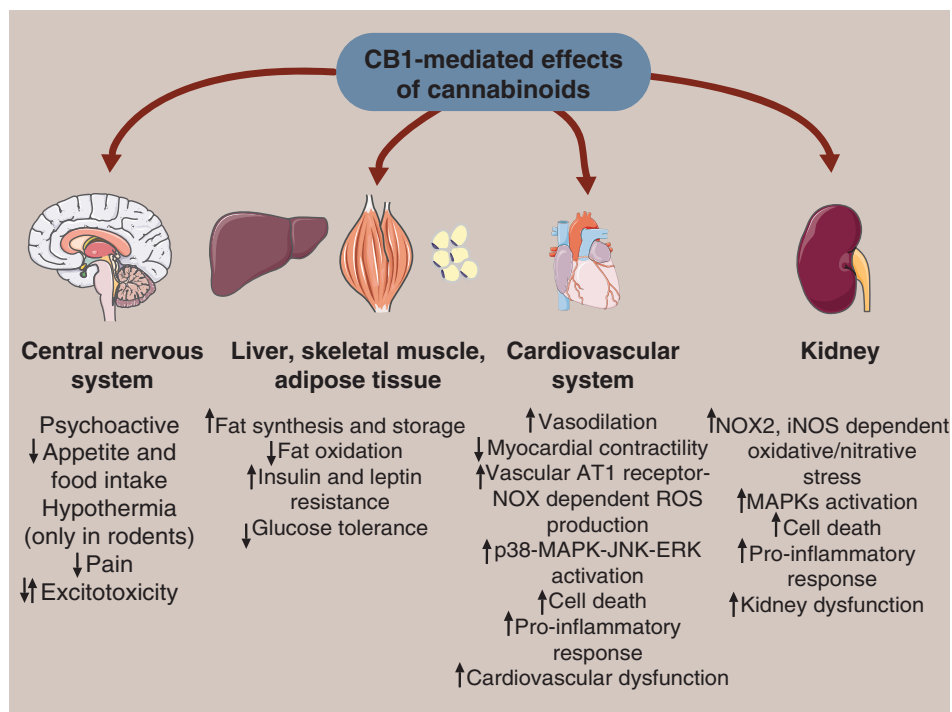 CB1-mediated effects
of cannabinoids
Central nervous
system
Psychoactive
↓Appetite and
food intake
Hypothermia
(only in rodents)
↓Pain
↓↑Excitotoxicity
Liver, skeletal muscle,
adipose tissue
↑Fat synthesis and storage
↓Fat oxidation
↑Insulin and leptin
resistance
↓Glucose tolerance
Cardiovascular
system
↑Vasodilation
↓Myocardial contractility
↑Vascular AT1 receptor-
NOX dependent ROS
production
↑p38-MAPK-JNK-ERK
activation
↑Cell death
↑Pro-inflammatory
response
↑Cardiovascular dysfunction
Kidney
↑NOX2, iNOS dependent
oxidative/nitrative
stress
↑MAPKs activation
↑Cell death
↑Pro-inflammatory
response
↑Kidney dysfunction